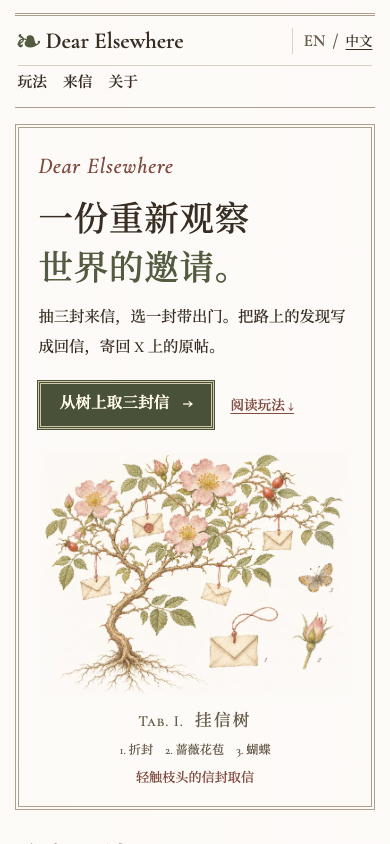 Dear Elsewhere
EN / 中文
玩法 来信 关于
Dear Elsewhere
一份重新观察
世界的邀请。
抽三封来信，选一封带出门。把路上的发现写
成回信，寄回 X 上的原帖。
从树上取三封信 →
阅读玩法 ↓
3
1
2
TAB. I. 挂信树
1. 折封 2. 蔷薇花苞 3. 蝴蝶
轻触枝头的信封取信